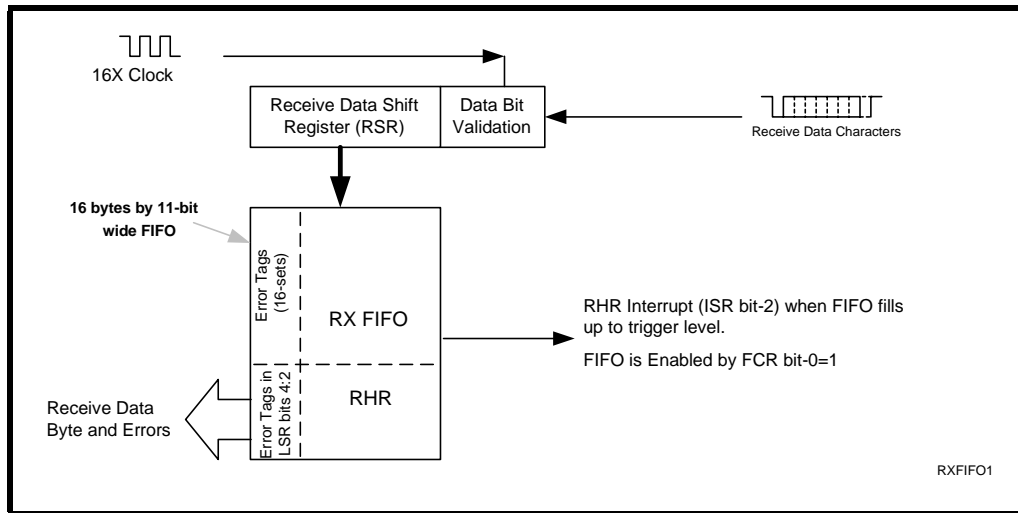 16X Clock
Receive Data Shift
Register (RSR)
Data Bit
Validation
Receive Data Characters
16 bytes by 11-bit
wide FIFO
Error Tags
(16-sets)
RX FIFO
RHR Interrupt (ISR bit-2) when FIFO fills
up to trigger level.
FIFO is Enabled by FCR bit-0=1
Error Tags in
LSR bits 4:2
RHR
Receive Data
Byte and Errors
RXFIFO1